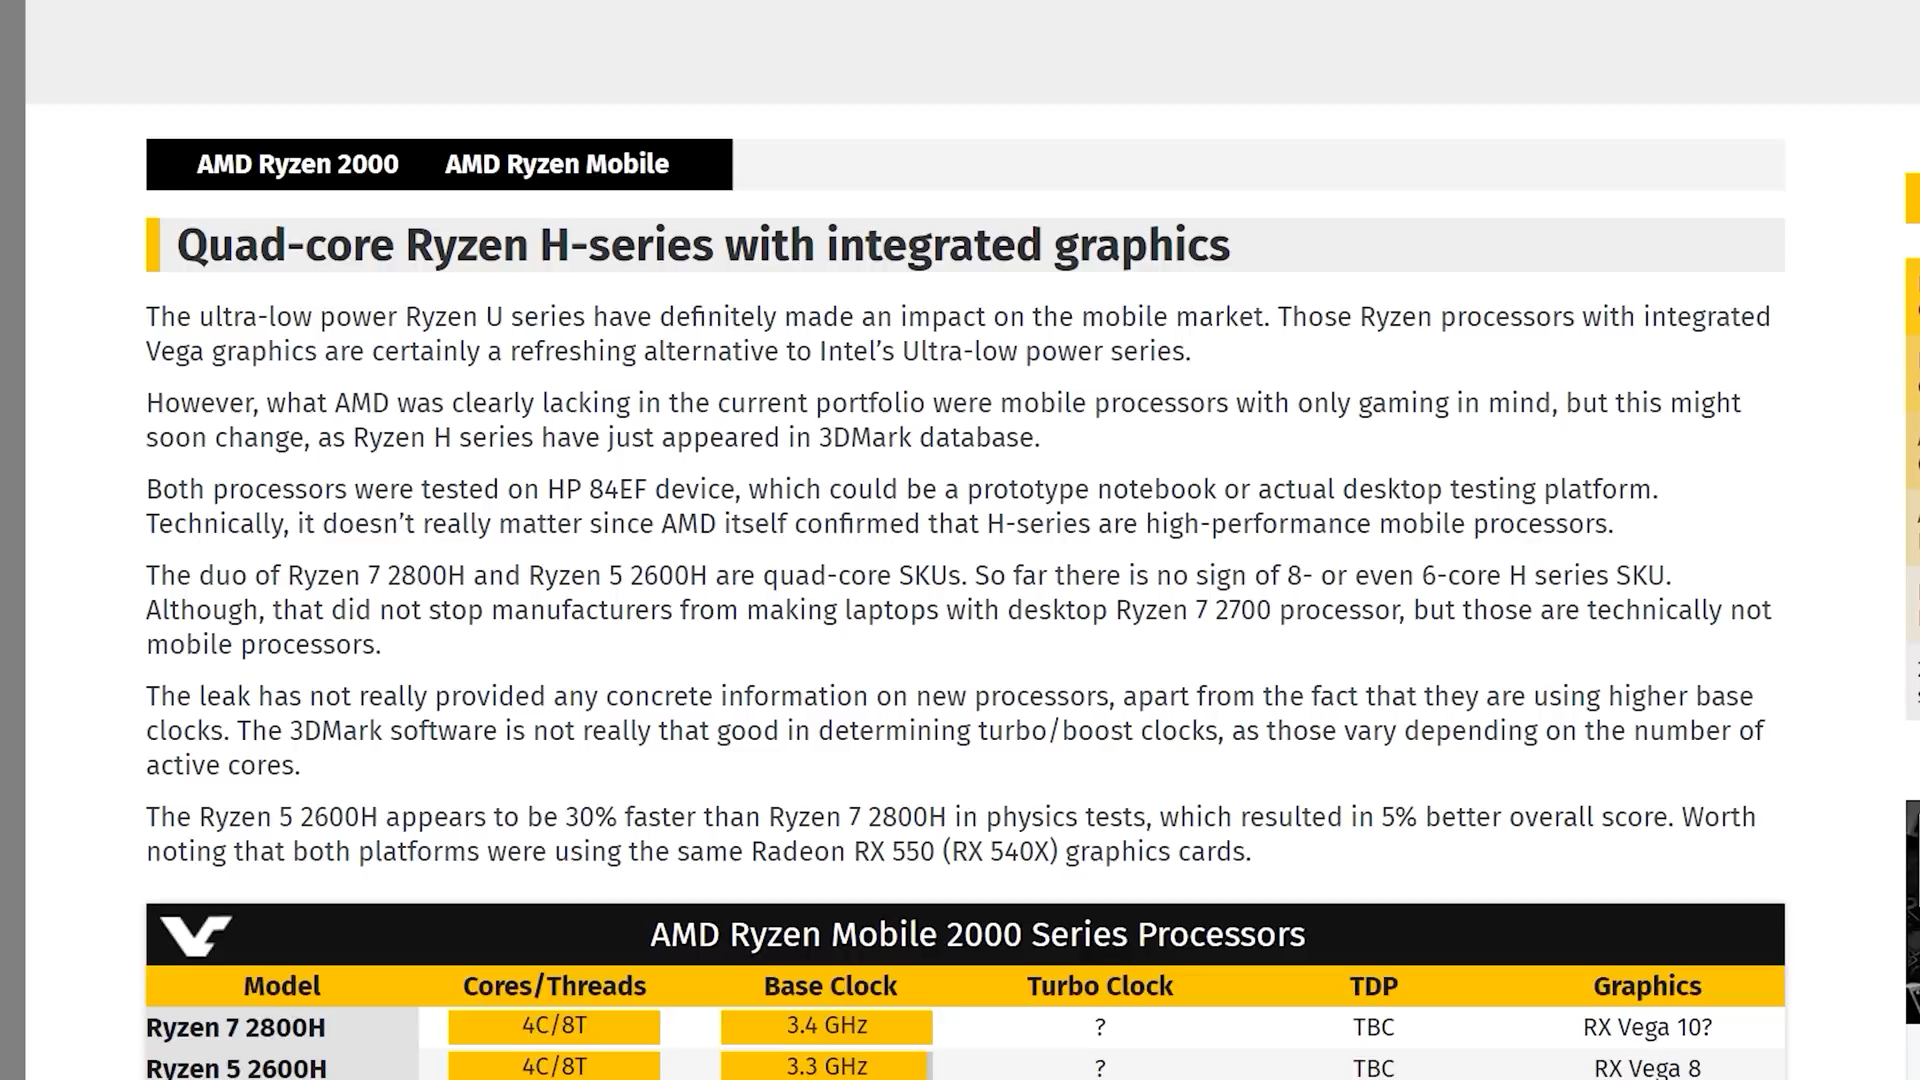 AMD Ryzen 2000 AMD Ryzen Mobile
Quad-core Ryzen H-series with integrated graphics
The ultra-low power Ryzen U series have definitely made an impact on the mobile market. Those Ryzen processors with integrated
Vega graphics are certainly a refreshing alternative to Intel’s Ultra-low power series.
However, what AMD was clearly lacking in the current portfolio were mobile processors with only gaming in mind, but this might
soon change, as Ryzen H series have just appeared in 3DMark database.
Both processors were tested on HP 84EF device, which could be a prototype notebook or actual desktop testing platform.
Technically, it doesn’t really matter since AMD itself confirmed that H-series are high-performance mobile processors.
The duo of Ryzen 7 2800H and Ryzen 5 2600H are quad-core SKUs. So far there is no sign of 8- or even 6-core H series SKU.
Although, that did not stop manufacturers from making laptops with desktop Ryzen 7 2700 processor, but those are technically not
mobile processors.
The leak has not really provided any concrete information on new processors, apart from the fact that they are using higher base
clocks. The 3DMark software is not really that good in determining turbo/boost clocks, as those vary depending on the number of
active cores.
The Ryzen 5 2600H appears to be 30% faster than Ryzen 7 2800H in physics tests, which resulted in 5% better overall score. Worth
noting that both platforms were using the same Radeon RX 550 (RX 540X) graphics cards.
AMD Ryzen Mobile 2000 Series Processors
Model Cores/Threads Base Clock Turbo Clock TDP Graphics
Ryzen 7 2800H 4C/8T 3.4 GHz ? TBC RX Vega 10?
Ryzen 5 2600H 4C/8T 3.3 GHz ? TBC RX Vega 8